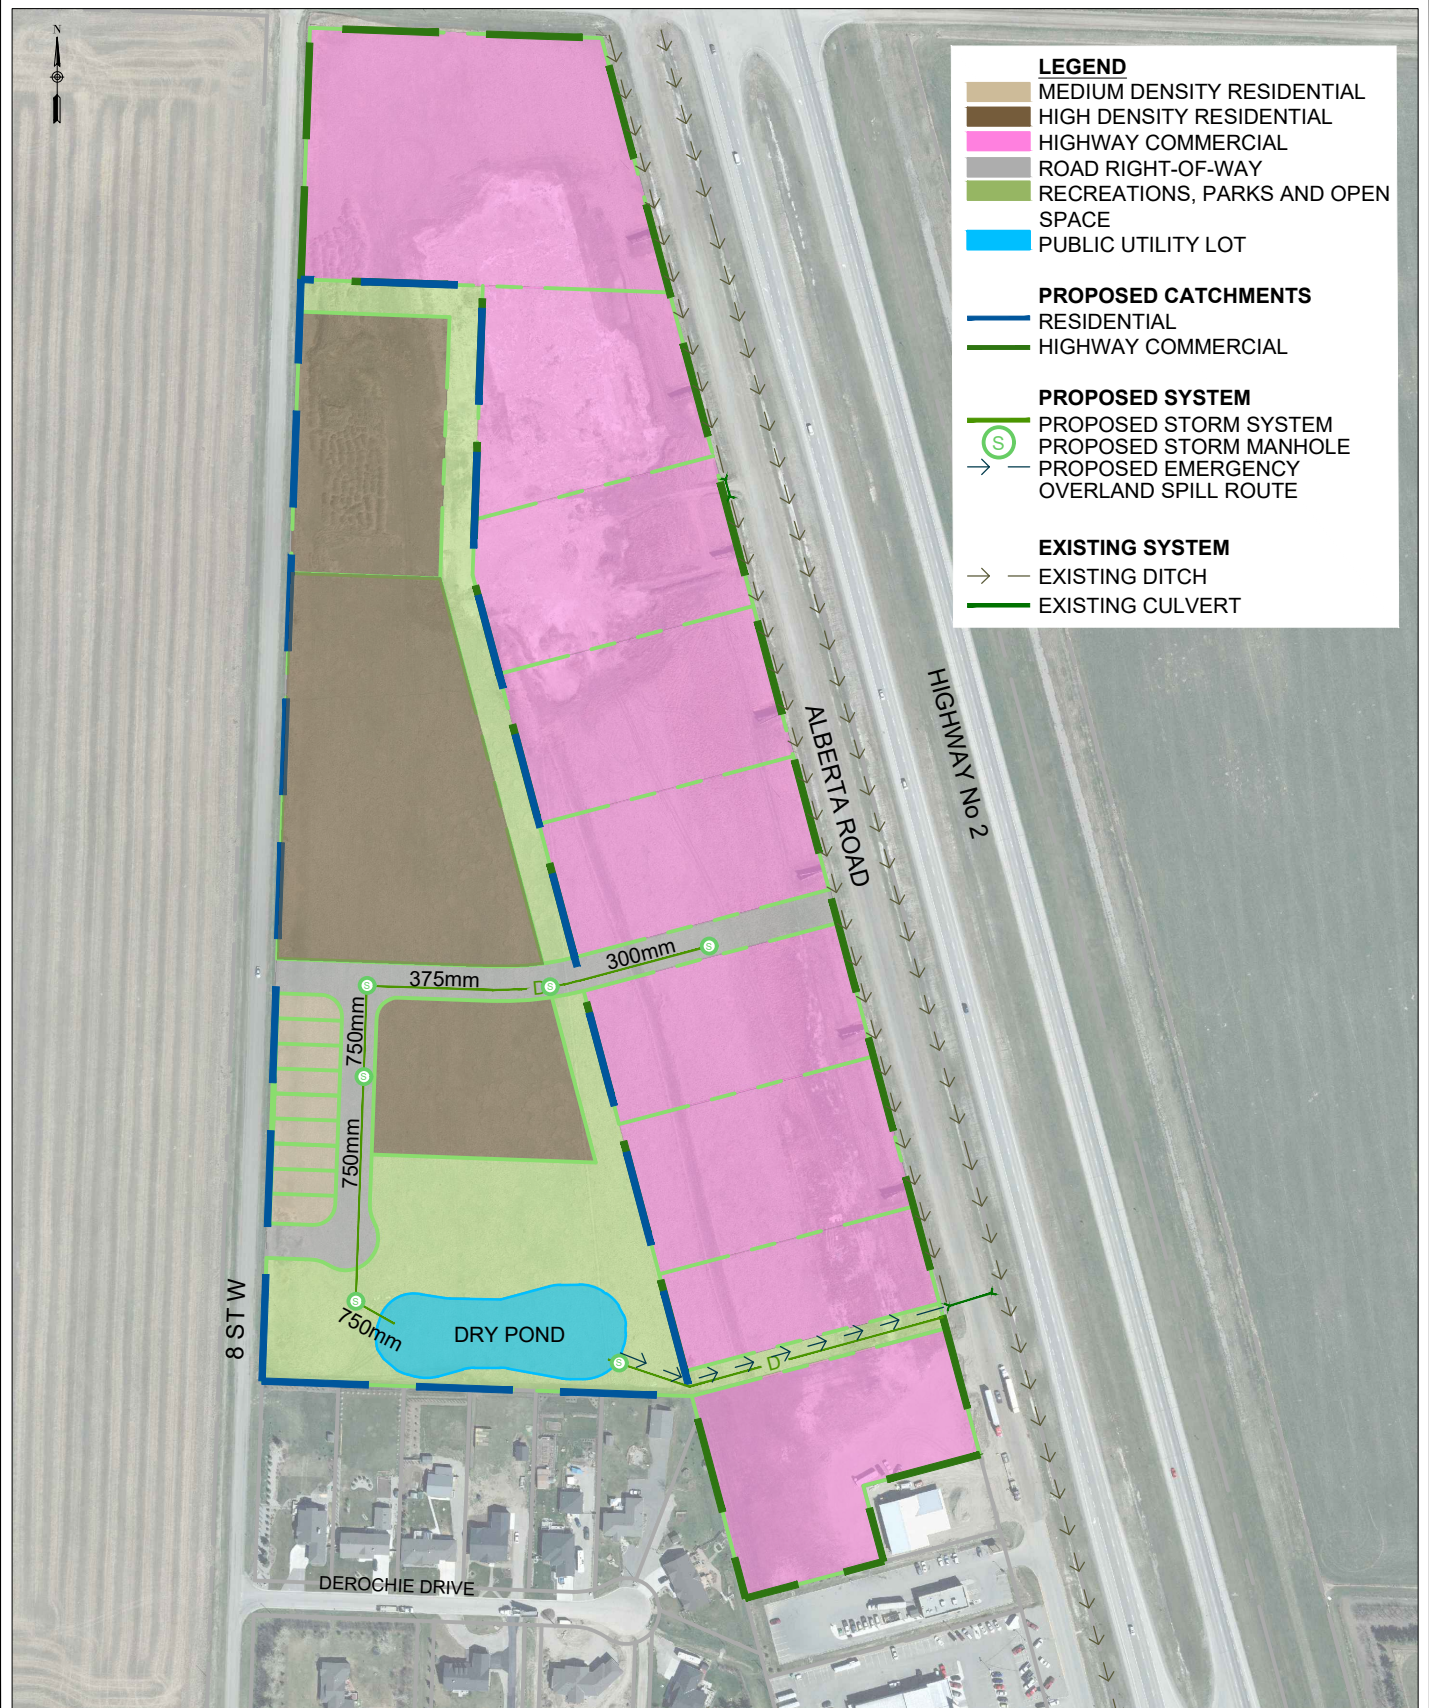 N
LEGEND
MEDIUM DENSITY RESIDENTIAL
HIGH DENSITY RESIDENTIAL
HIGHWAY COMMERCIAL
ROAD RIGHT-OF-WAY
RECREATIONS, PARKS AND OPEN
SPACE
PUBLIC UTILITY LOT
PROPOSED CATCHMENTS
RESIDENTIAL
HIGHWAY COMMERCIAL
PROPOSED SYSTEM
PROPOSED STORM SYSTEM
S
PROPOSED STORM MANHOLE
PROPOSED EMERGENCY
OVERLAND SPILL ROUTE
EXISTING SYSTEM
EXISTING DITCH
EXISTING CULVERT
HIGHWAY No 2
ALBERTA ROAD
300mm
S
375mm
S
D
S
750mm
S
750mm
8 ST W
S
750mm
DRY POND
S
D
DEROCHIE DRIVE